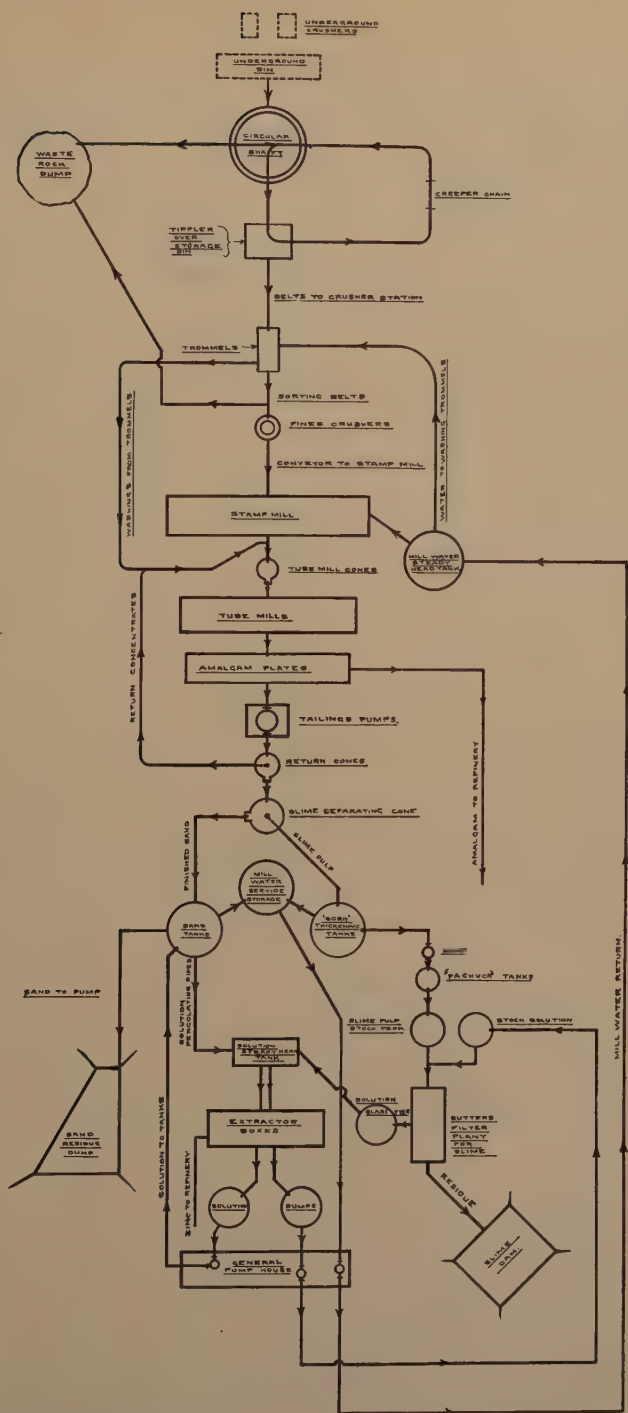 UNDERGROUND
CRUSHERS
UNDERGROUND
BIN
CIRCULAR
SHAFT
WASTE
ROCK
DUMP
CREEPER CHAIN
TIPPLER
OVER
STORAGE
BIN
BELTS TO CRUSHER STATION
TROMMELS
SORTING BELTS
FINES CRUSHERS
CONVEYOR TO STAMP MILL
WASHINGS FROM TROMMELS
WATER TO WASHING TROMMELS
STAMP MILL
MILL WATER
STEADY
HEAD TANK
TUBE MILL CONES
TUBE MILLS
RETURN CONCENTRATES
AMALGAM PLATES
TAILINGS PUMPS
RETURN CONES
AMALGAM TO REFINERY
SLIME SEPARATING CONE
FINISHED SAND
SLIME PULP
MILL
WATER
SERVICE
STORAGE
SAND
TANKS
"DORR"
THICKENING
TANKS
"PACHUCA" TANKS
SAND TO DUMP
SOLUTION
PERCOLATIVE PIPES
SLIME PULP
STOCK TANK
STOCK SOLUTION
MILL WATER RETURN.
SOLUTION
STEADY HEAD
TANK
SOLUTION
EXTRACTOR
BOXES
BUTTERS
FILTER
PLANT
FOR
SLIME
SAND
RESIDUE
DUMP
SOLUTION TO TANKS
ZINC TO REFINERY
SOLUTION
PUMPS
RESIDUE
SLIME
DAM
GENERAL
PUMP HOUSE